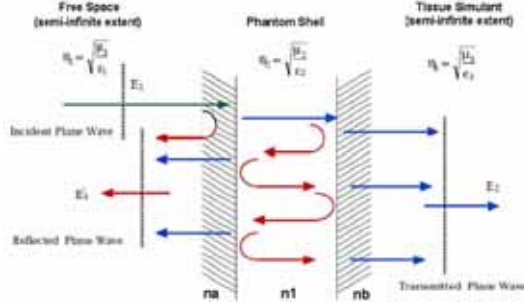 Free Space
(semi-infinite extent)
Phantom Shell
Tissue Simulant
(semi-infinite extent)
E₁
Incident Plane Wave
E₂
Reflected Plane Wave
Transmitted Plane Wave
na
n1
nb